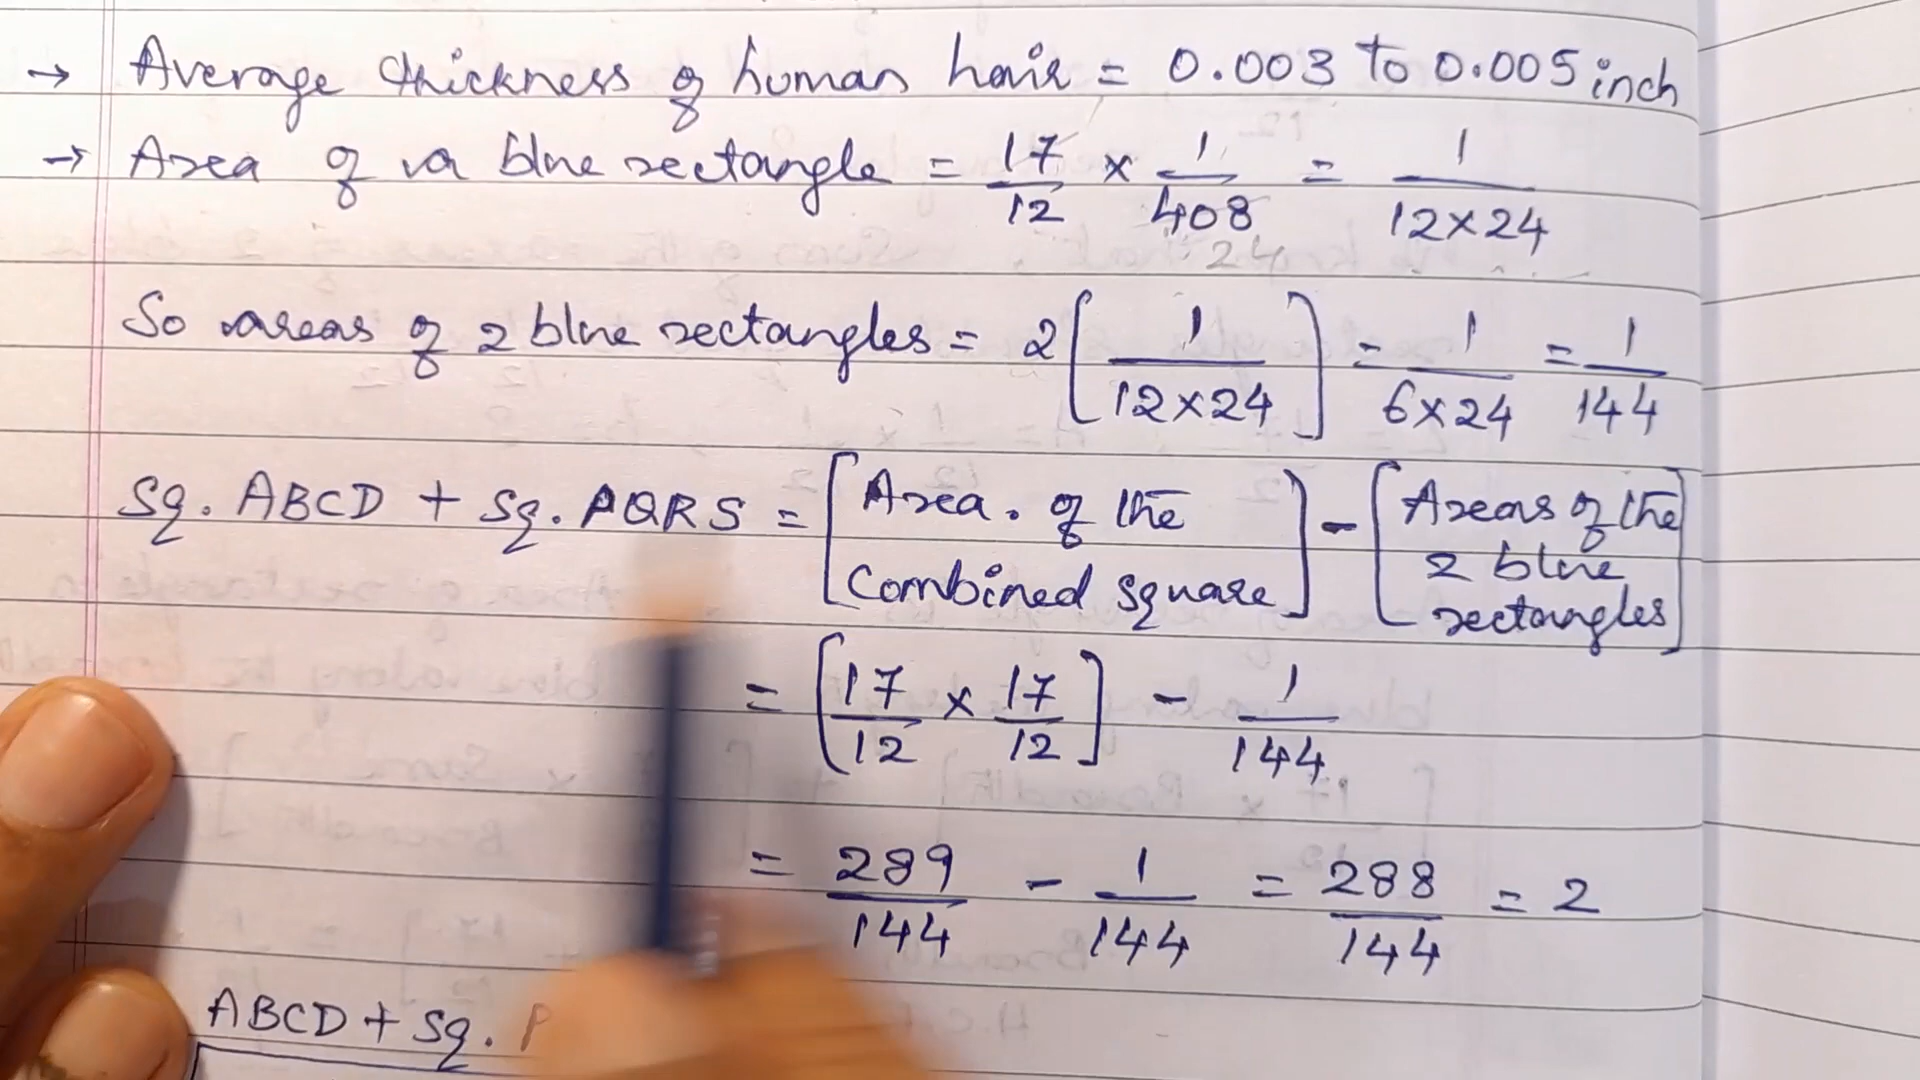 → Average thickness of human hair = 0.003 to 0.005 inch
→ Area of a blue rectangle = 17/12 × 1/408 = 1/(12×24)
24
So areas of 2 blue rectangles = 2[1/(12×24)] = 1/(6×24) = 1/144
Sq. ABCD + Sq. PQRS = [Area of the Combined square] - [Areas of the 2 blue rectangles]
= [17/12 × 17/12] - 1/144
= 289/144 - 1/144 = 288/144 = 2
ABCD + Sq. P